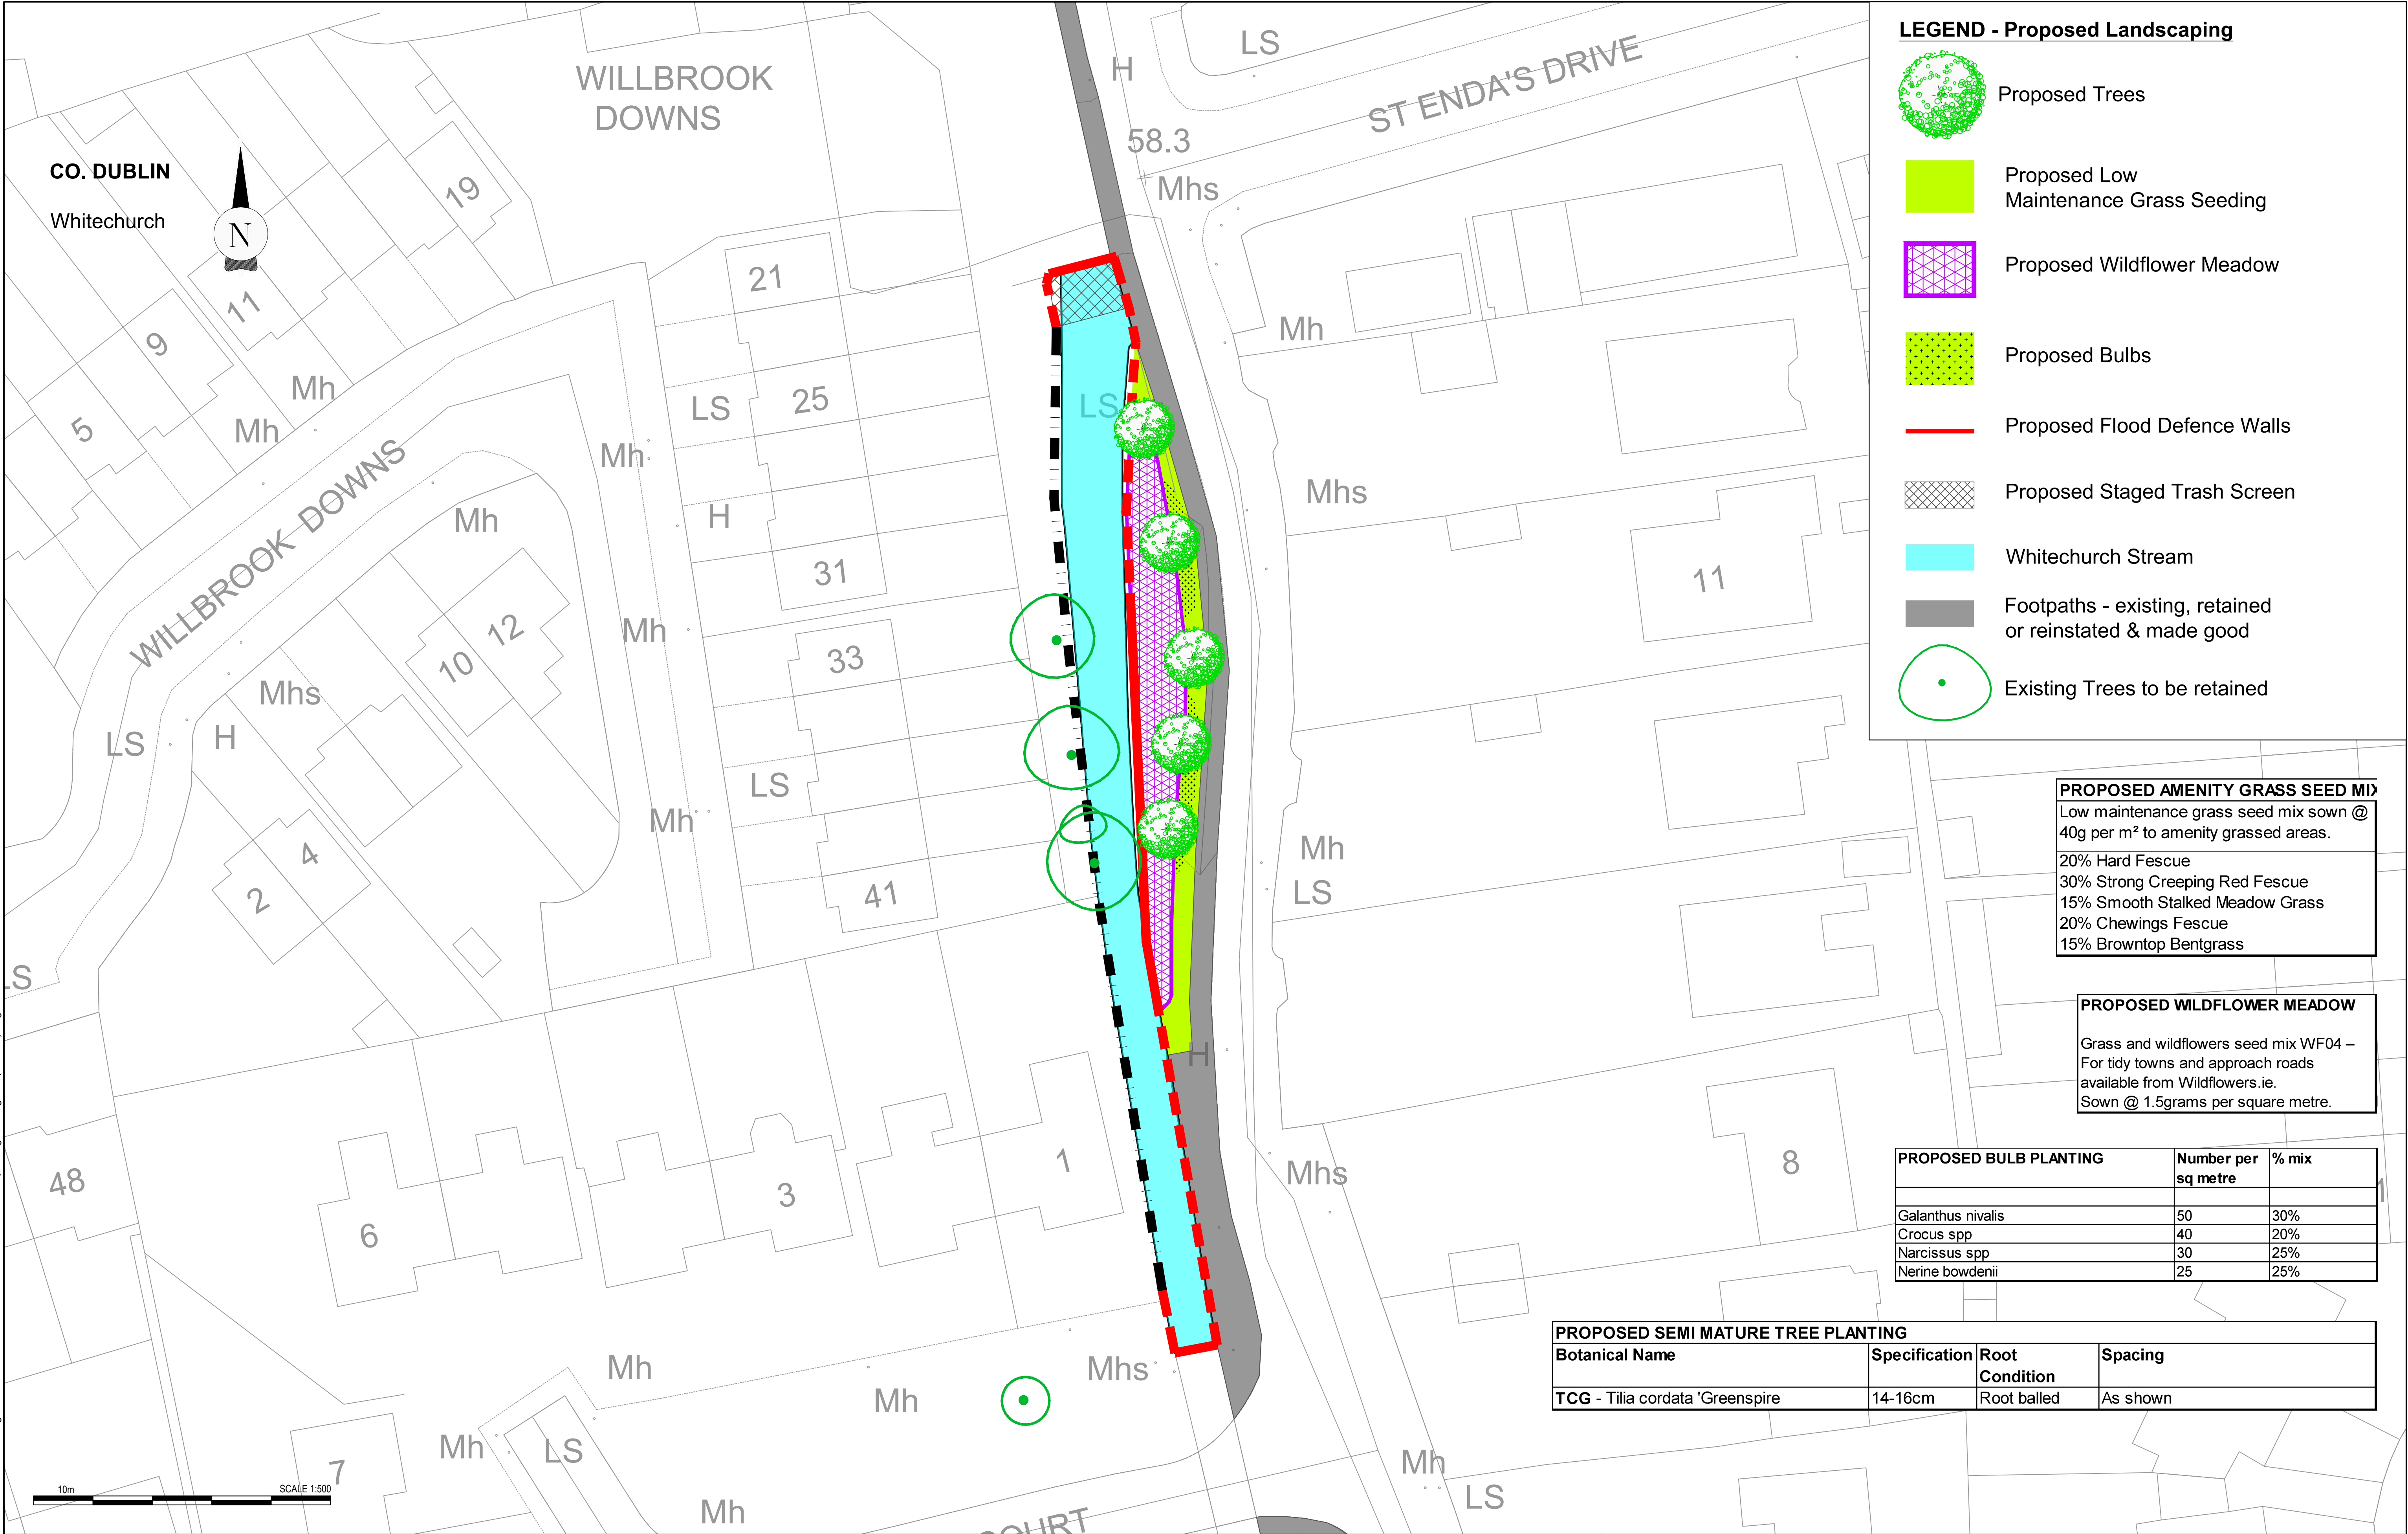 CO. DUBLIN
Whitechurch
N
WILLBROOK
DOWNS
ST ENDA'S DRIVE
WILLBROOK DOWNS
LS
H
58.3
Mhs
19
11
9
5
Mh
Mh
21
LS
25
H
31
33
LS
41
Mh
Mh
Mh
Mh
Mhs
12
10
LS
H
4
2
LS
LS
Mh
Mhs
11
Mh
LS
H
Mhs
8
1
3
6
48
7
Mh
Mh
LS
Mh
Mh
Mhs
Mh
LS
COURT
1
10m
SCALE 1:500
LEGEND - Proposed Landscaping
Proposed Trees
Proposed Low
Maintenance Grass Seeding
Proposed Wildflower Meadow
Proposed Bulbs
Proposed Flood Defence Walls
Proposed Staged Trash Screen
Whitechurch Stream
Footpaths - existing, retained
or reinstated & made good
Existing Trees to be retained
PROPOSED AMENITY GRASS SEED MIX
Low maintenance grass seed mix sown @
40g per m² to amenity grassed areas.
20% Hard Fescue
30% Strong Creeping Red Fescue
15% Smooth Stalked Meadow Grass
20% Chewings Fescue
15% Browntop Bentgrass
PROPOSED WILDFLOWER MEADOW
Grass and wildflowers seed mix WF04 –
For tidy towns and approach roads
available from Wildflowers.ie.
Sown @ 1.5grams per square metre.
PROPOSED BULB PLANTING Number per sq metre % mix
Galanthus nivalis 50 30%
Crocus spp 40 20%
Narcissus spp 30 25%
Nerine bowdenii 25 25%
PROPOSED SEMI MATURE TREE PLANTING
Botanical Name Specification Root Condition Spacing
TCG - Tilia cordata 'Greenspire 14-16cm Root balled As shown